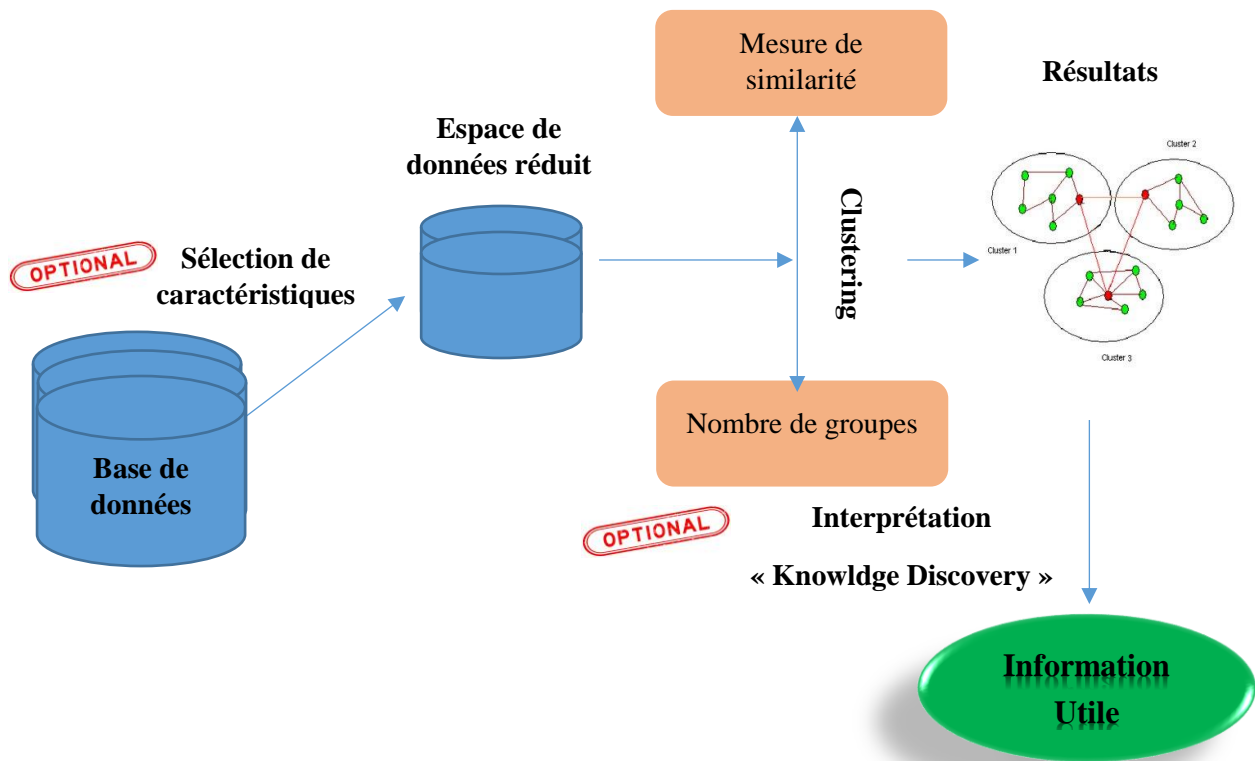 Mesure de
similarité
Résultats
Espace de
données réduit
Cluster 2
Clustering
OPTIONAL
Sélection de
caractéristiques
Cluster 1
Cluster 3
Nombre de groupes
Base de
données
OPTIONAL
Interprétation
« Knowldge Discovery »
Information
Utile